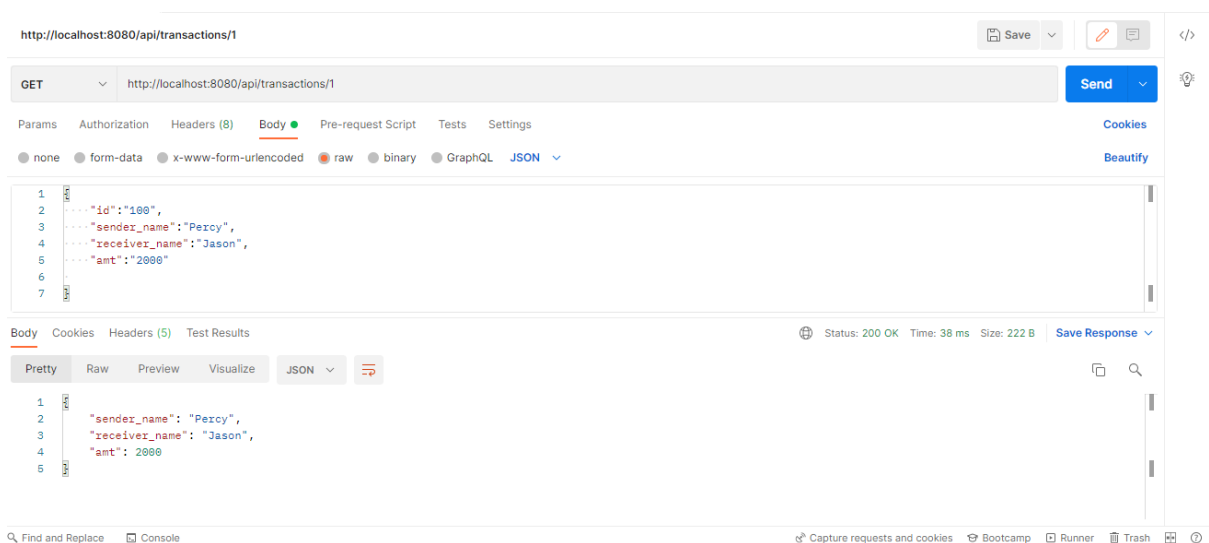 http://localhost:8080/api/transactions/1 Save
GET http://localhost:8080/api/transactions/1 Send
Params Authorization Headers (8) Body Pre-request Script Tests Settings Cookies
none form-data x-www-form-urlencoded raw binary GraphQL JSON Beautify
1 {
2 "id":"100",
3 "sender_name":"Percy",
4 "receiver_name":"Jason",
5 "amt":"2000"
6
7 }
Body Cookies Headers (5) Test Results Status: 200 OK Time: 38 ms Size: 222 B Save Response
Pretty Raw Preview Visualize JSON
1 {
2 "sender_name": "Percy",
3 "receiver_name": "Jason",
4 "amt": 2000
5 }
Find and Replace Console Capture requests and cookies Bootcamp Runner Trash